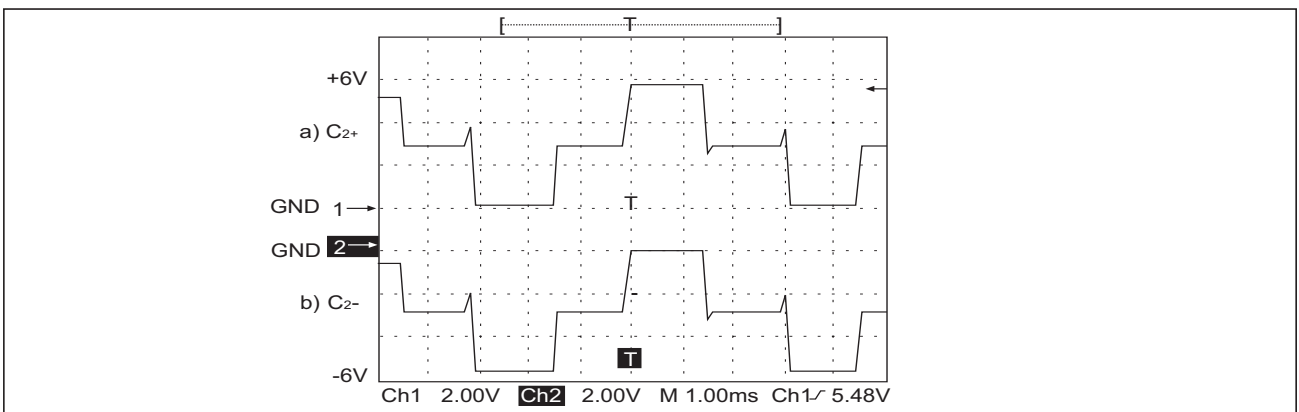 [ T ]
+6V
a) C2+
GND 1
T
GND 2
b) C2-
T
-6V
Ch1 2.00V Ch2 2.00V M 1.00ms Ch1 5.48V